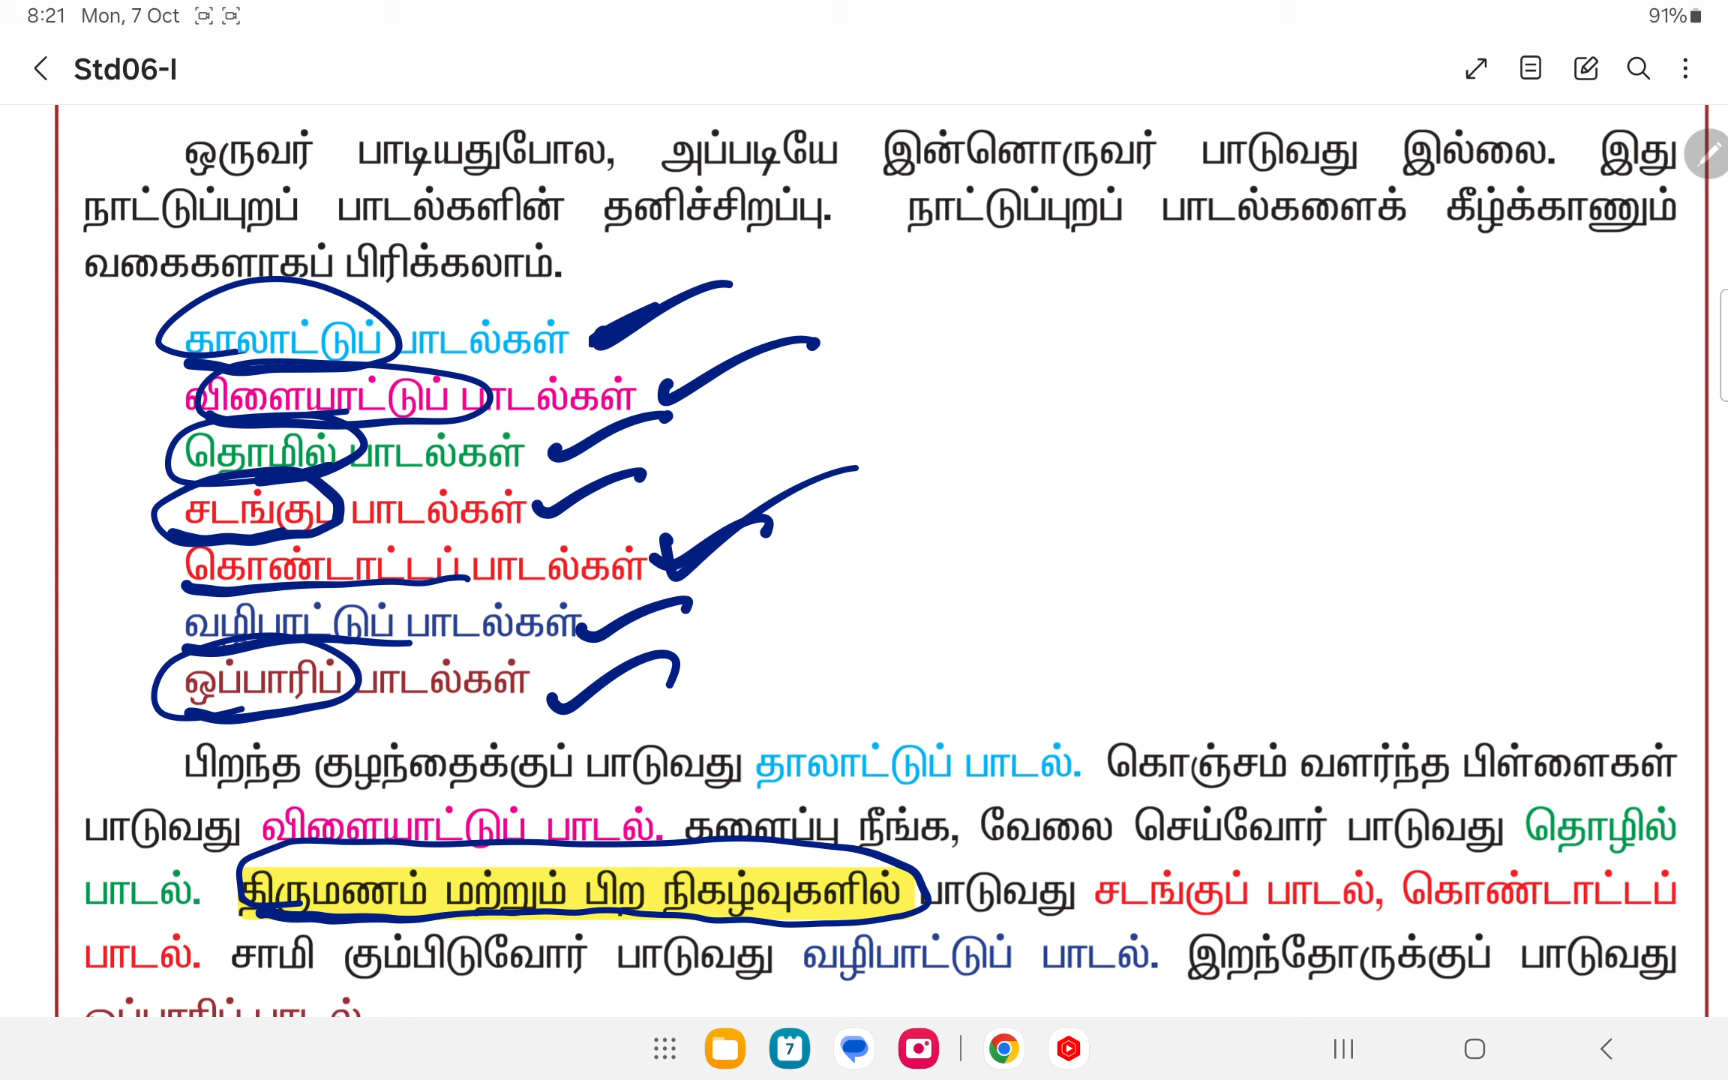 8:21 Mon, 7 Oct 91%
Std06-I
ஒருவர் பாடியதுபோல, அப்படியே இன்னொருவர் பாடுவது இல்லை. இது
நாட்டுப்புறப் பாடல்களின் தனிச்சிறப்பு. நாட்டுப்புறப் பாடல்களைக் கீழ்க்காணும்
வகைகளாகப் பிரிக்கலாம்.
தாலாட்டுப் பாடல்கள்
விளையாட்டுப் பாடல்கள்
தொழில் பாடல்கள்
சடங்குப் பாடல்கள்
கொண்டாட்டப் பாடல்கள்
வழிபாட்டுப் பாடல்கள்
ஒப்பாரிப் பாடல்கள்
பிறந்த குழந்தைக்குப் பாடுவது தாலாட்டுப் பாடல். கொஞ்சம் வளர்ந்த பிள்ளைகள்
பாடுவது விளையாட்டுப் பாடல். களைப்பு நீங்க, வேலை செய்வோர் பாடுவது தொழில்
பாடல். திருமணம் மற்றும் பிற நிகழ்வுகளில் பாடுவது சடங்குப் பாடல், கொண்டாட்டப்
பாடல். சாமி கும்பிடுவோர் பாடுவது வழிபாட்டுப் பாடல். இறந்தோருக்குப் பாடுவது
ஒப்பாரிப் பாடல்
7